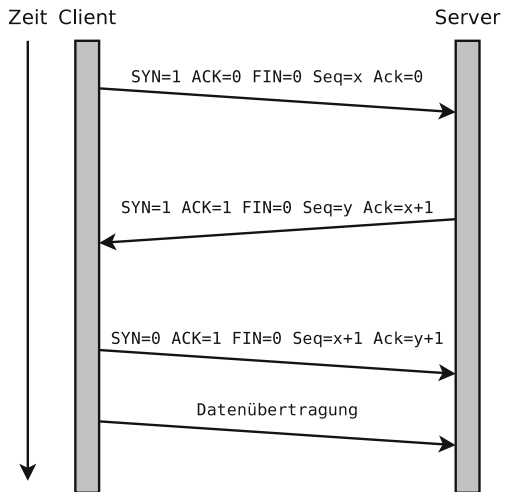 Zeit Client Server
SYN=1 ACK=0 FIN=0 Seq=x Ack=0
SYN=1 ACK=1 FIN=0 Seq=y Ack=x+1
SYN=0 ACK=1 FIN=0 Seq=x+1 Ack=y+1
Datenübertragung